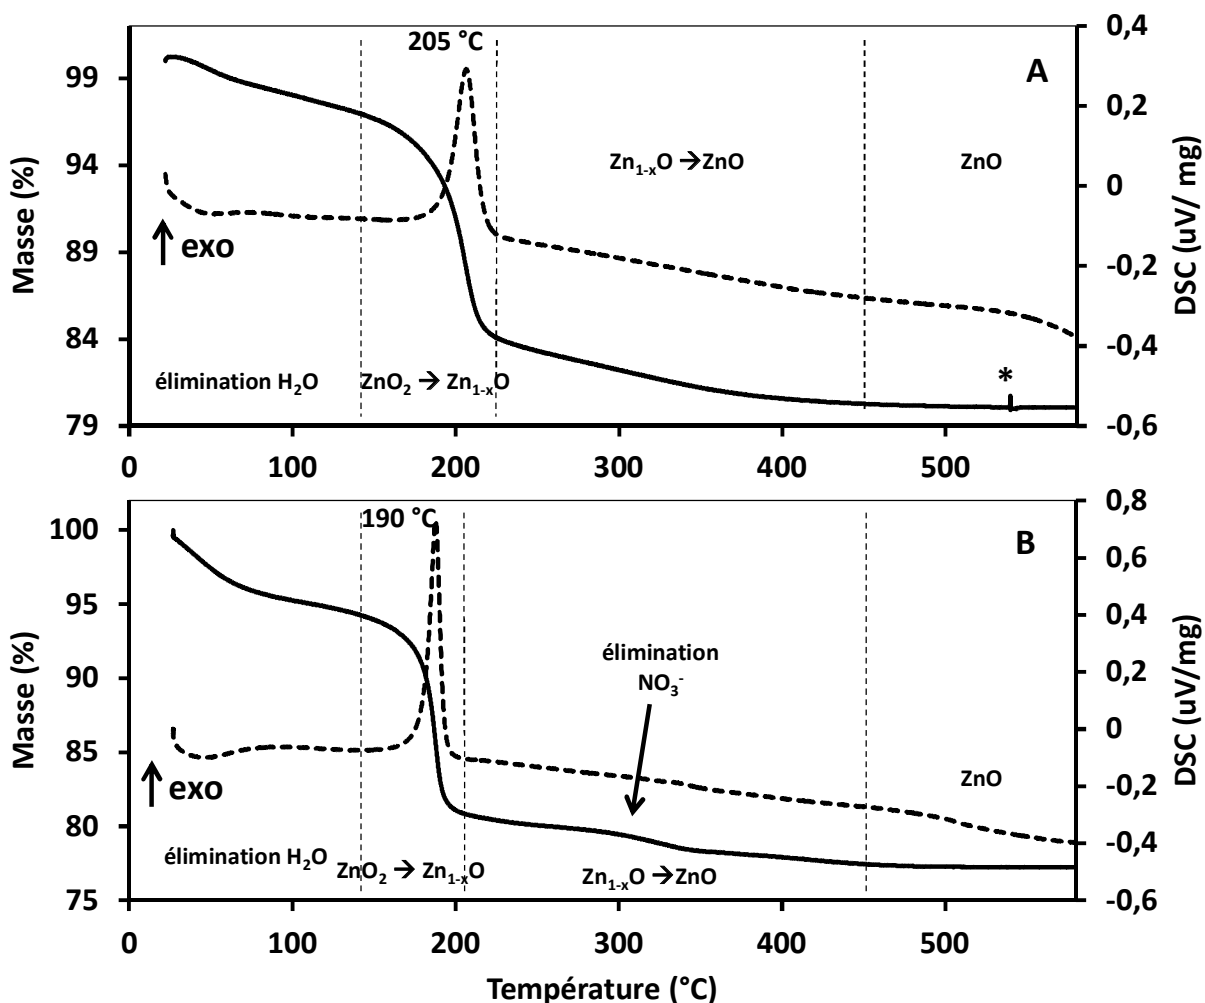 205 °C
A
0,4
99
0,2
94
Zn1-xO → ZnO
ZnO
0
Masse (%)
DSC (uV/ mg)
exo
89
-0,2
84
-0,4
élimination H2O
ZnO2 → Zn1-xO
*
79
-0,6
0 100 200 300 400 500
190 °C
B
0,8
100
0,6
95
0,4
Masse (%)
DSC (uV/mg)
élimination
NO3-
90
0,2
85
0
ZnO
exo
-0,2
80
-0,4
élimination H2O
ZnO2 → Zn1-xO
Zn1-xO → ZnO
75
-0,6
0 100 200 300 400 500
Température (°C)